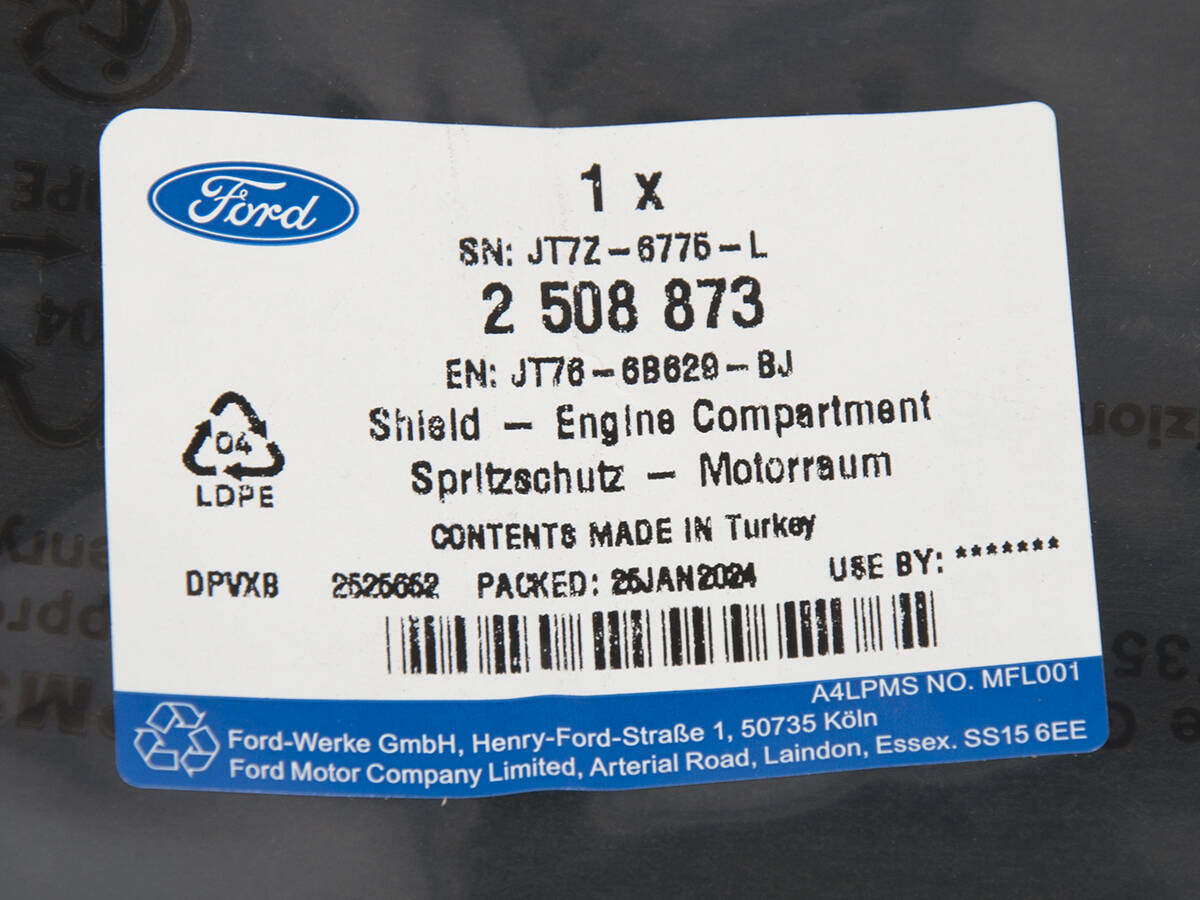 Ford
1 x
SN: JT7Z-6775-L
2 508 873
EN: JT76-6B629-BJ
Shield - Engine Compartment
Spritzschutz - Motorraum
04
LDPE
CONTENTS MADE IN Turkey
DPVXB 2525652 PACKED: 25JAN2024 USE BY: *******
A4LPMS NO. MFL001
Ford-Werke GmbH, Henry-Ford-Straße 1, 50735 Köln
Ford Motor Company Limited, Arterial Road, Laindon, Essex. SS15 6EE